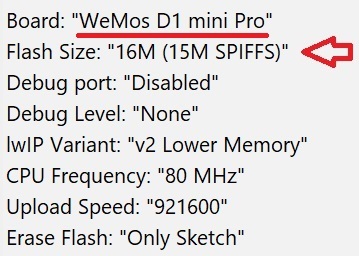 Board: "WeMos D1 mini Pro"
Flash Size: "16M (15M SPIFFS)"
Debug port: "Disabled"
Debug Level: "None"
lwIP Variant: "v2 Lower Memory"
CPU Frequency: "80 MHz"
Upload Speed: "921600"
Erase Flash: "Only Sketch"